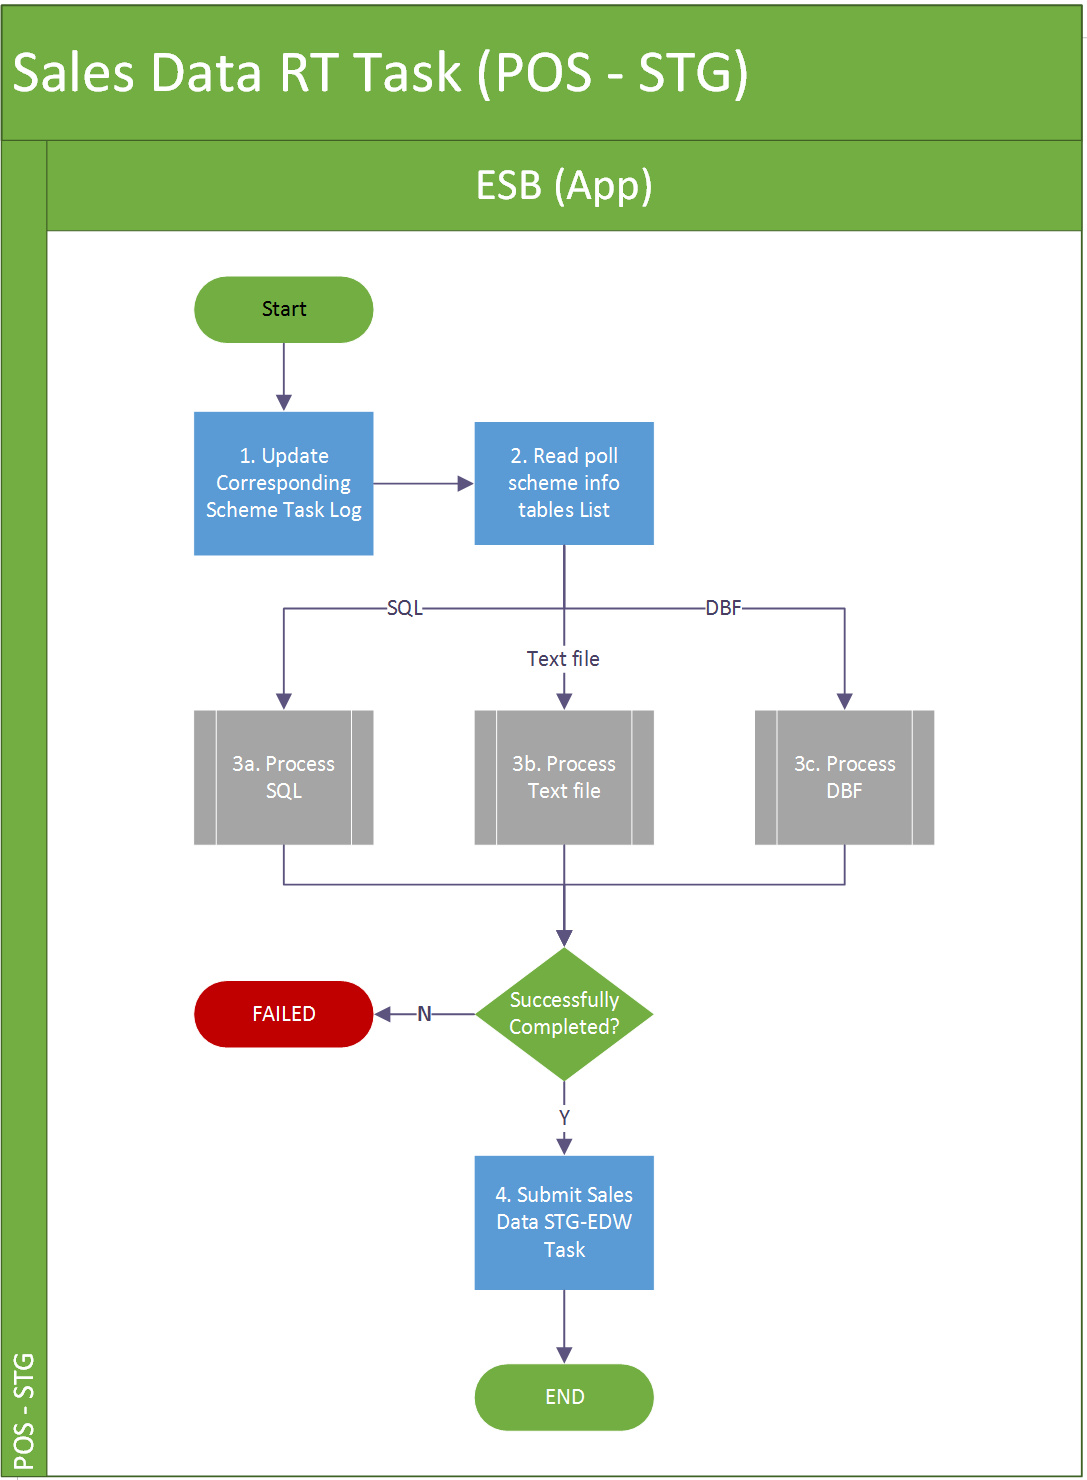 Sales Data RT Task (POS - STG)
ESB (App)
Start
1. Update
Corresponding
Scheme Task Log
2. Read poll
scheme info
tables List
SQL
DBF
Text file
3a. Process
SQL
3b. Process
Text file
3c. Process
DBF
Successfully
Completed?
N
FAILED
Y
4. Submit Sales
Data STG-EDW
Task
END
POS - STG